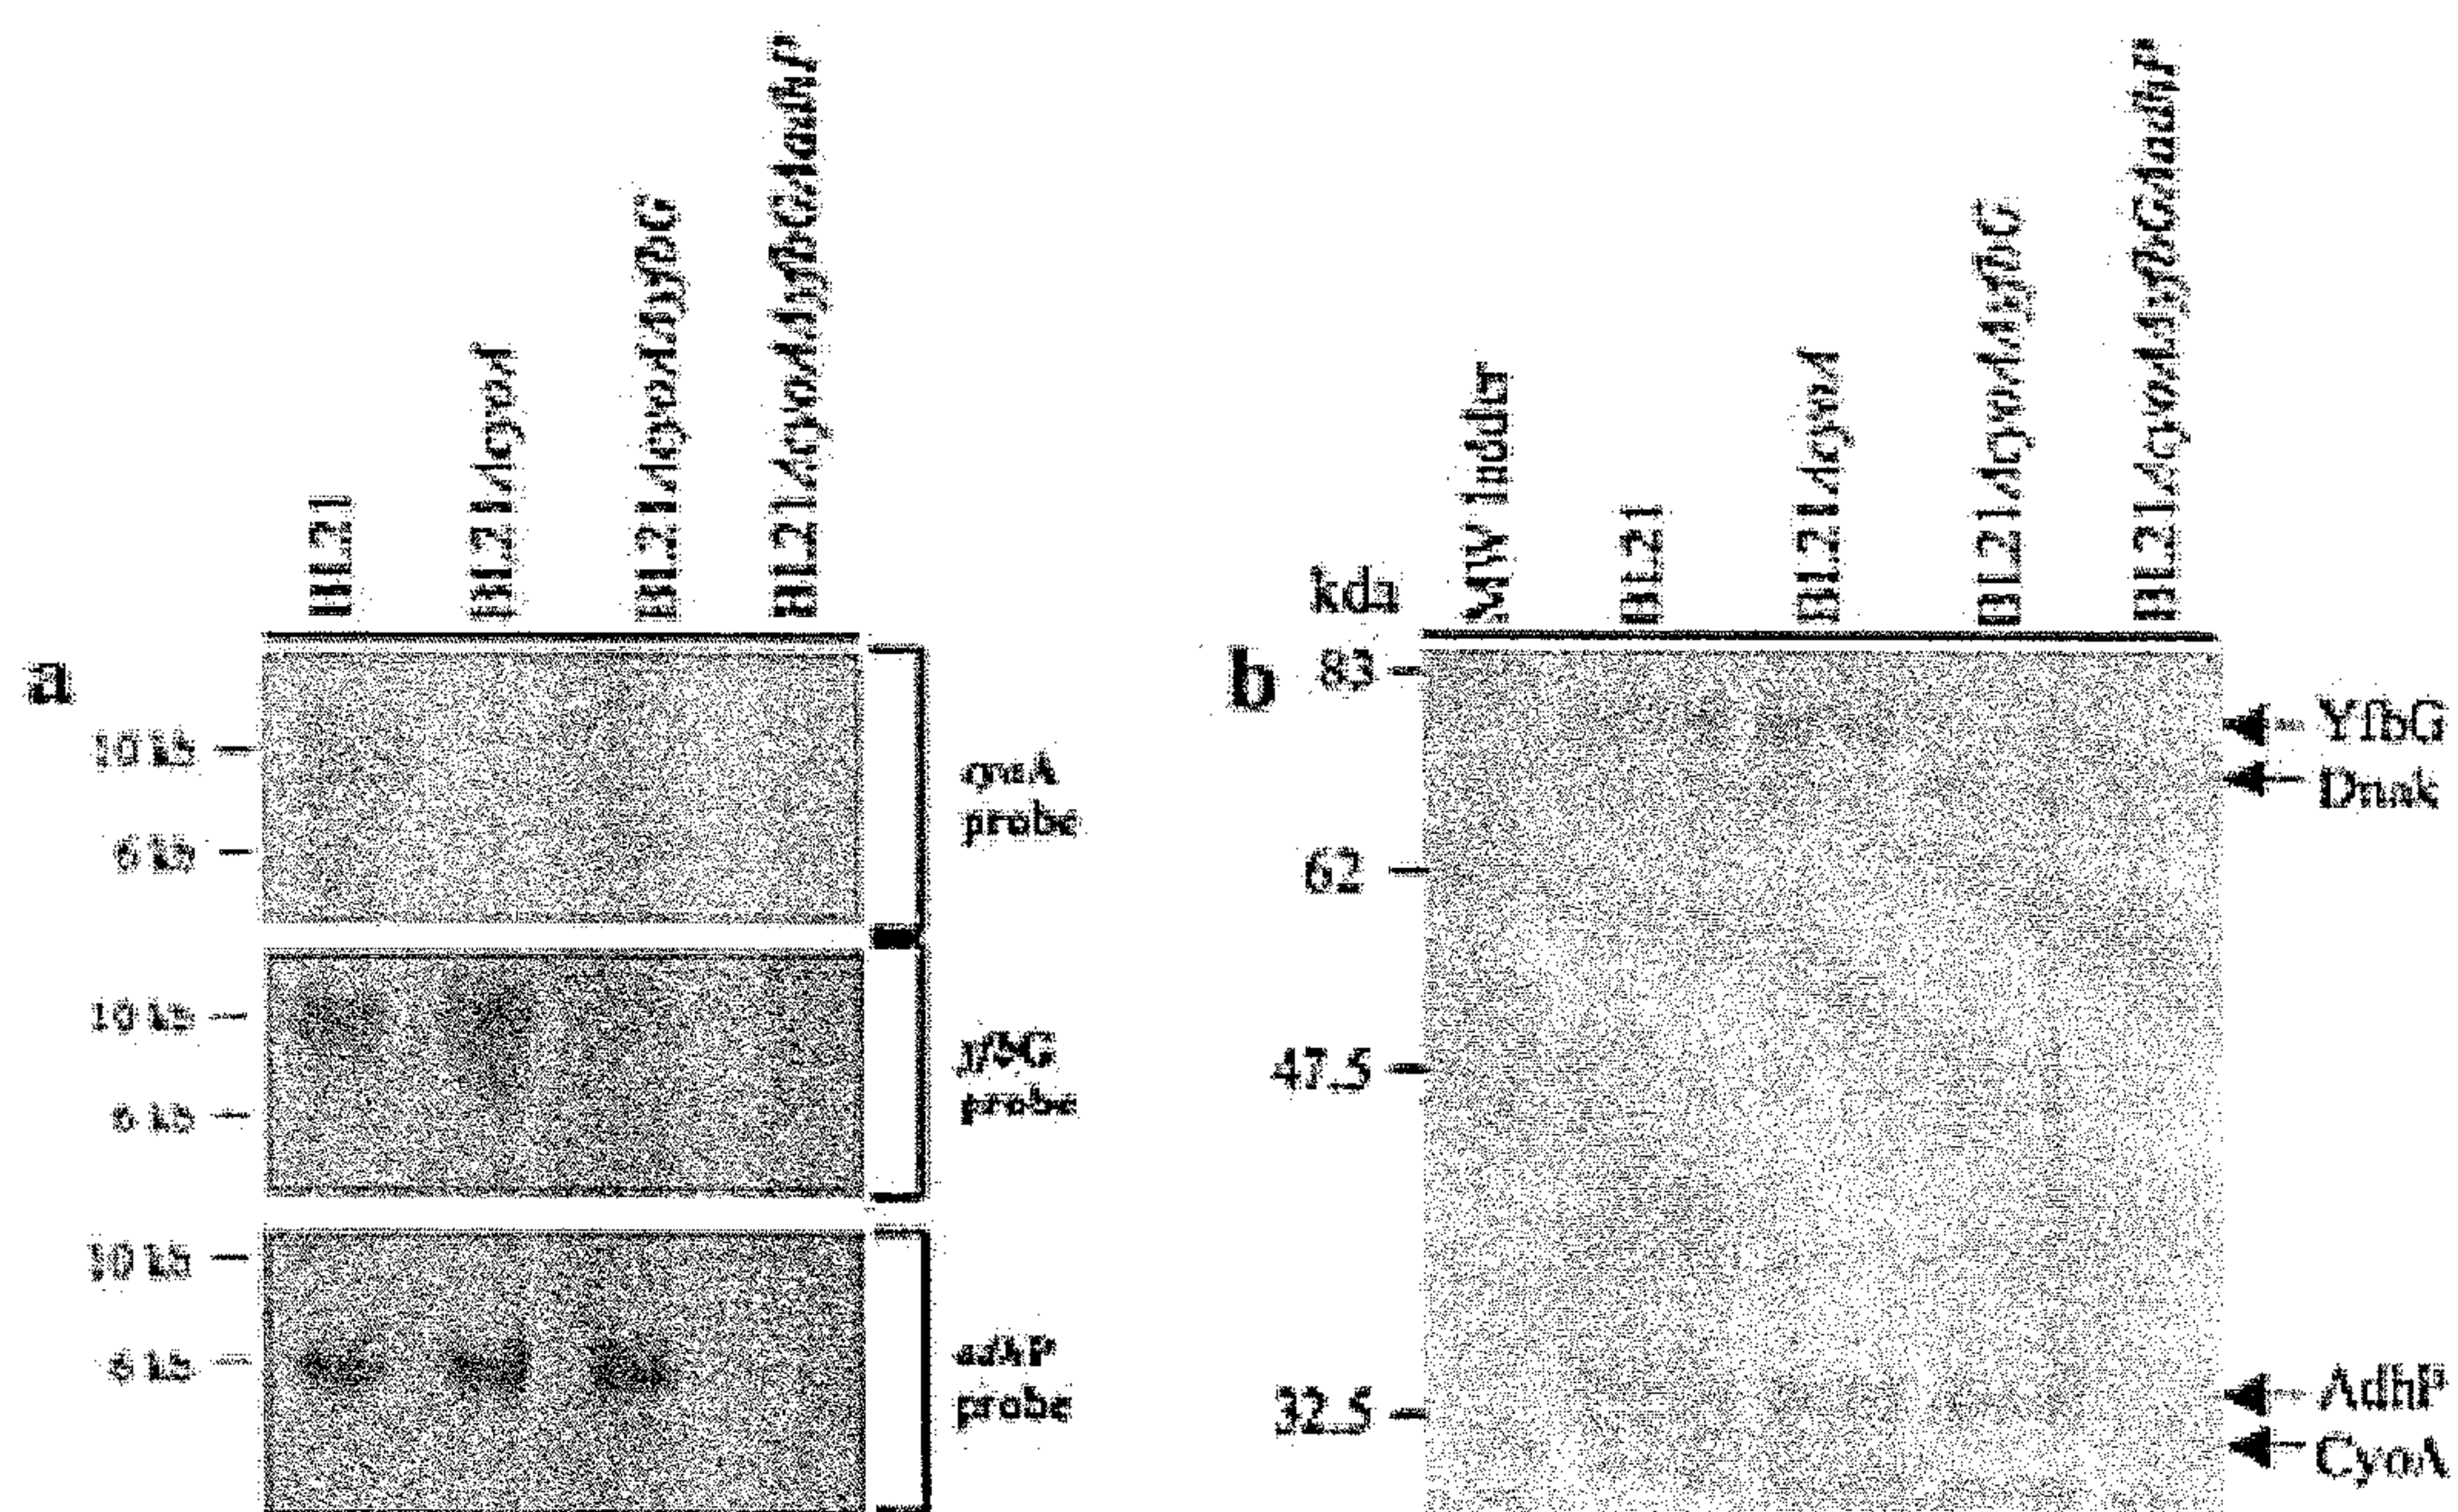 BL21
BL21ΔcyoA
BL21ΔcyoAΔyfbG
BL21ΔcyoAΔyfbGΔadhP
a
10 kb
6 kb
cyoA
probe
10 kb
6 kb
yfbG
probe
10 kb
6 kb
adhP
probe
kda
MW ladder
BL21
BL21ΔcyoA
BL21ΔcyoAΔyfbG
BL21ΔcyoAΔyfbGΔadhP
b
83
62
47.5
32.5
YfbG
Dnak
AdhP
CyoA